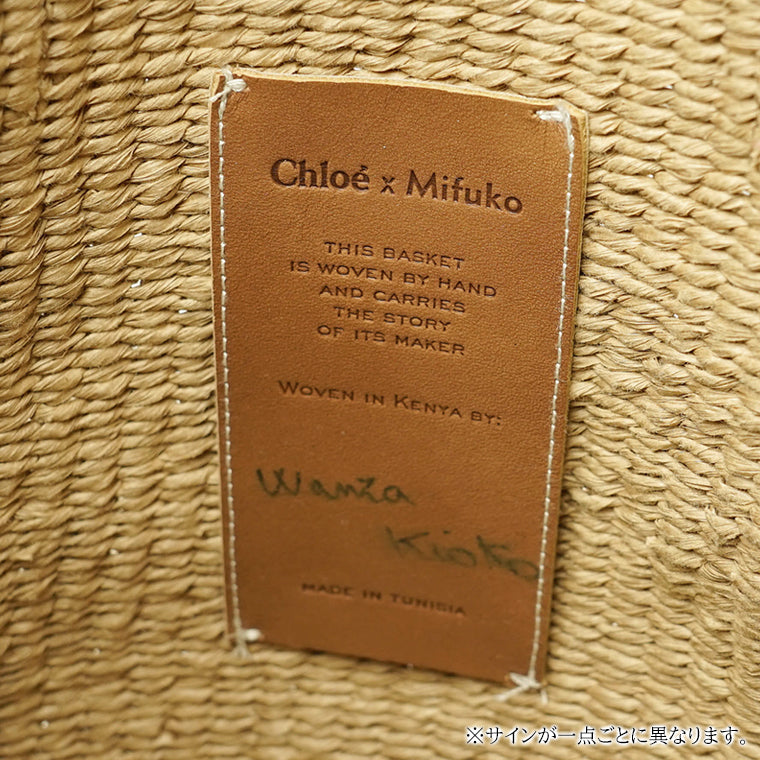 Chloé x Mifuko
THIS BASKET
IS WOVEN BY HAND
AND CARRIES
THE STORY
OF ITS MAKER
WOVEN IN KENYA BY:
Wanza
Kioko
MADE IN TUNISIA
※サインが一点ごとに異なります。